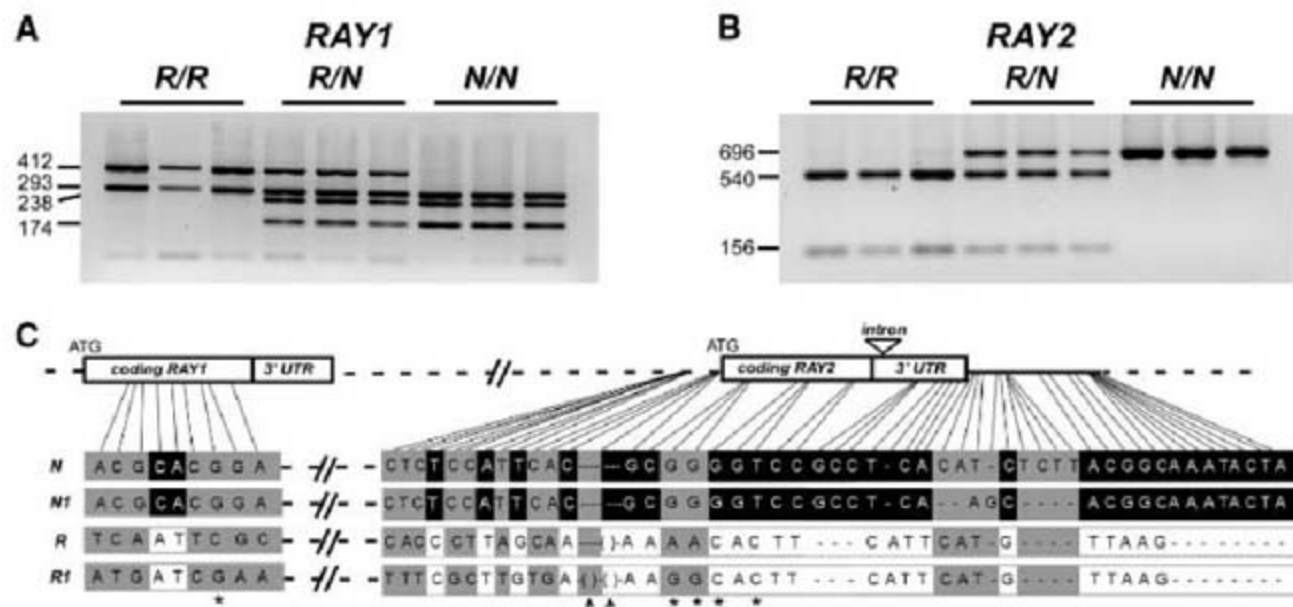 A
RAY1
R/R R/N N/N
412
293
238
174
B
RAY2
R/R R/N N/N
696
540
156
C
ATG
coding RAY1 3' UTR
//
ATG
coding RAY2 3' UTR
intron
N A C G C A C G G A - // - C T C T C C A T T C A C — G C G G G G T C C G C C T - C A C A T - C T C T T A C G G C A A A T A C T A
N1 A C G C A C G G A - // - C T C T C C A T T C A C — G C G G G G T C C G C C T - C A - - A G C - - - - A C G G C A A A T A C T A
R T C A A T T C G C - // - C A C C C T T A G C A A — ( ) A A A A C A C T T - - - C A T T C A T - G - - - - T T A A G - - - - - - - -
R1 A T G A T C G A A - // - T T T C G C T T G T G A ( ) ( ) A A G G C A C T T - - - C A T T C A T - G - - - - T T A A G - - - - - - - -
* * * * *